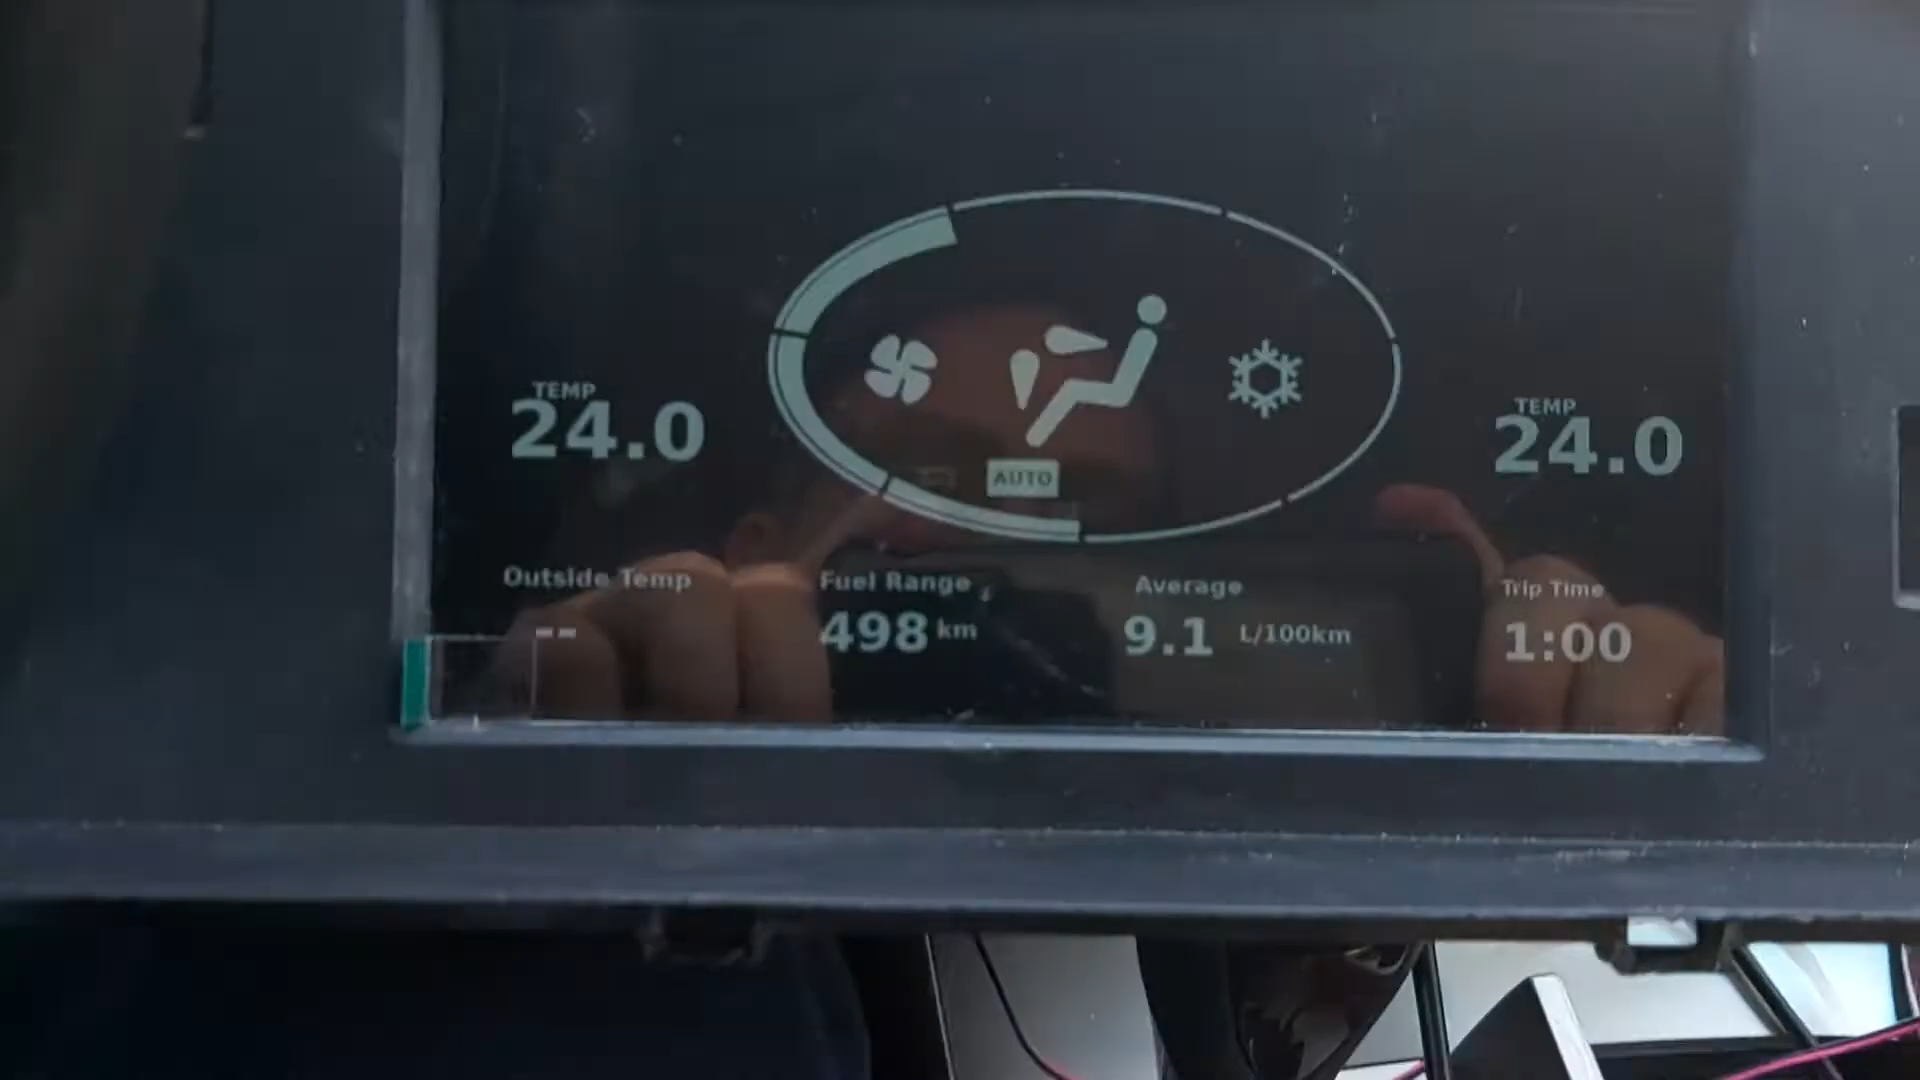 TEMP
24.0
TEMP
24.0
AUTO
Outside Temp
--
Fuel Range
498 km
Average
9.1 L/100km
Trip Time
1:00